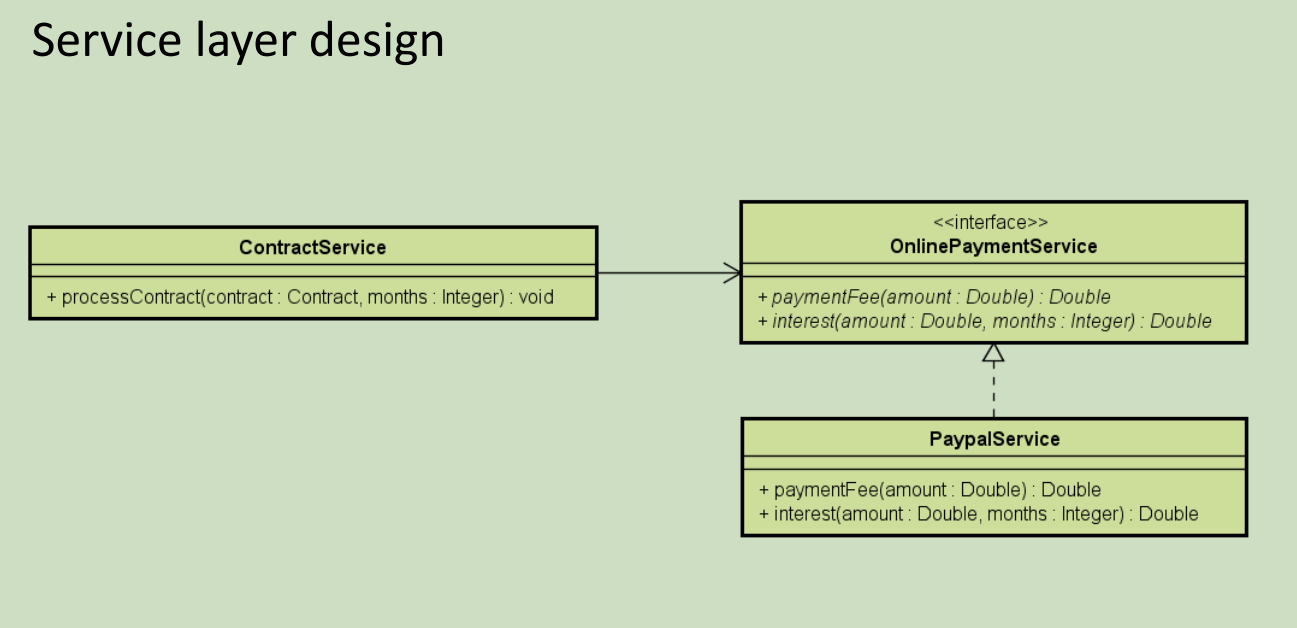 Service layer design
ContractService
+ processContract(contract : Contract, months : Integer) : void
<<interface>>
OnlinePaymentService
+ paymentFee(amount : Double) : Double
+ interest(amount : Double, months : Integer) : Double
PaypalService
+ paymentFee(amount : Double) : Double
+ interest(amount : Double, months : Integer) : Double